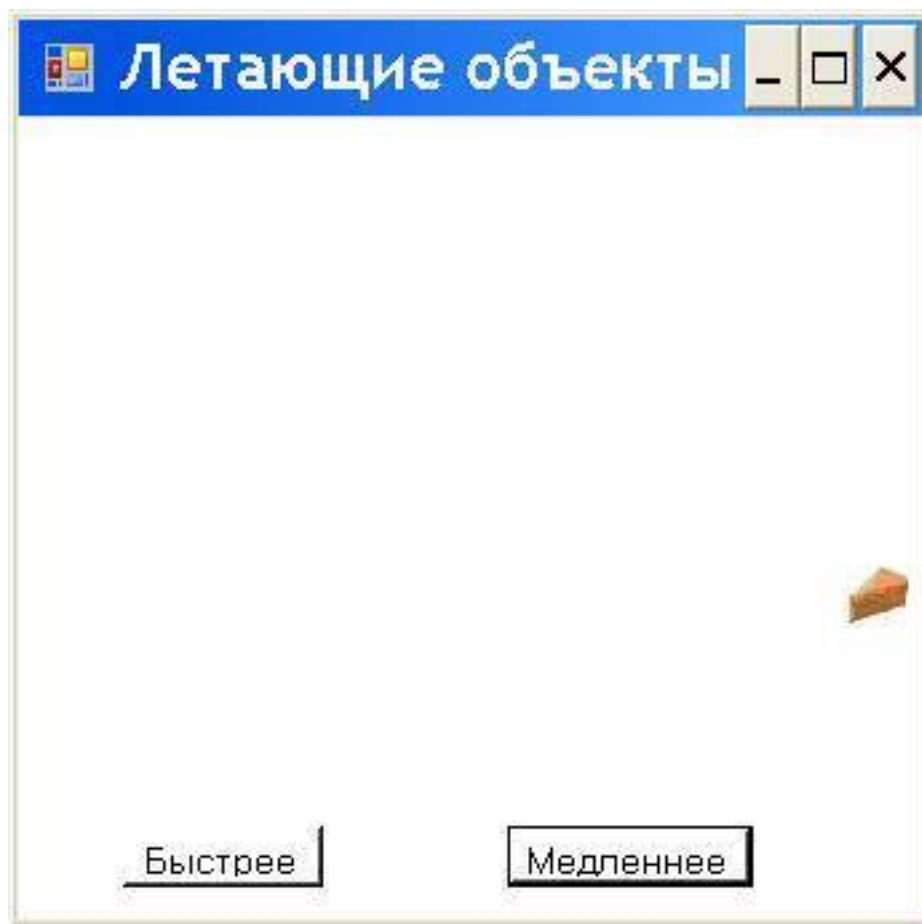 Летающие объекты
Быстрее
Медленнее